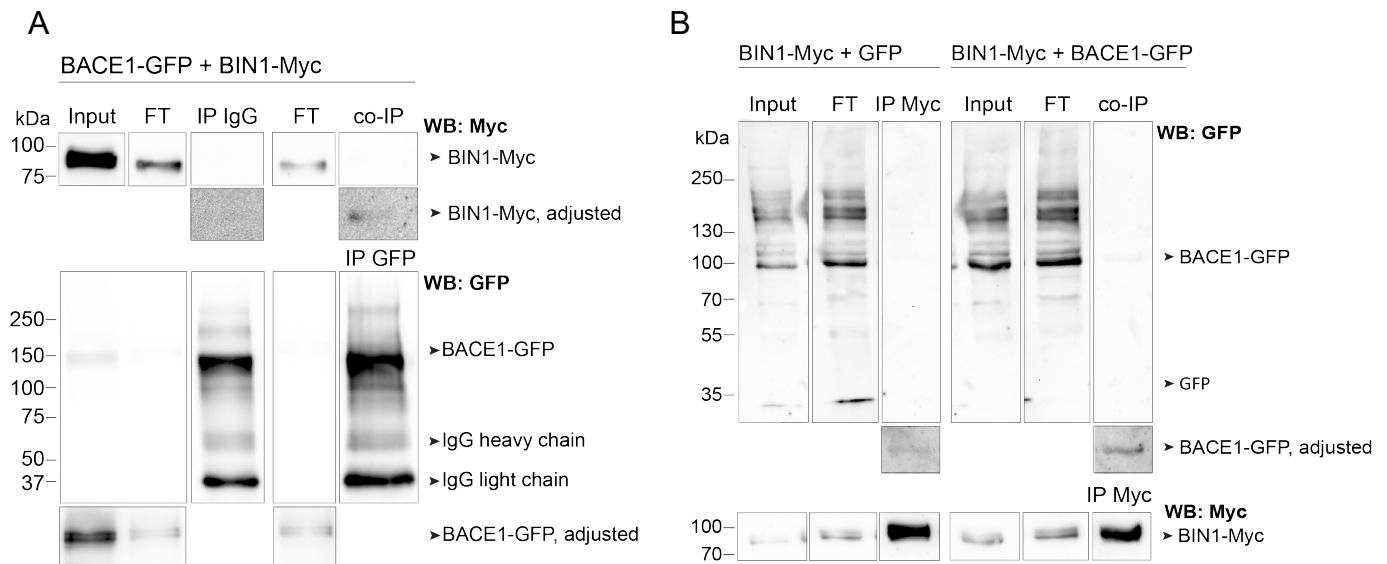 A
BACE1-GFP + BIN1-Myc
kDa Input FT IP IgG FT co-IP
WB: Myc
100
BIN1-Myc
75
BIN1-Myc, adjusted
IP GFP
WB: GFP
250
150
BACE1-GFP
100
75
IgG heavy chain
50
37
IgG light chain
BACE1-GFP, adjusted
B
BIN1-Myc + GFP BIN1-Myc + BACE1-GFP
Input FT IP Myc Input FT co-IP
kDa
WB: GFP
250
130
BACE1-GFP
100
70
55
GFP
35
BACE1-GFP, adjusted
IP Myc
WB: Myc
100
BIN1-Myc
70